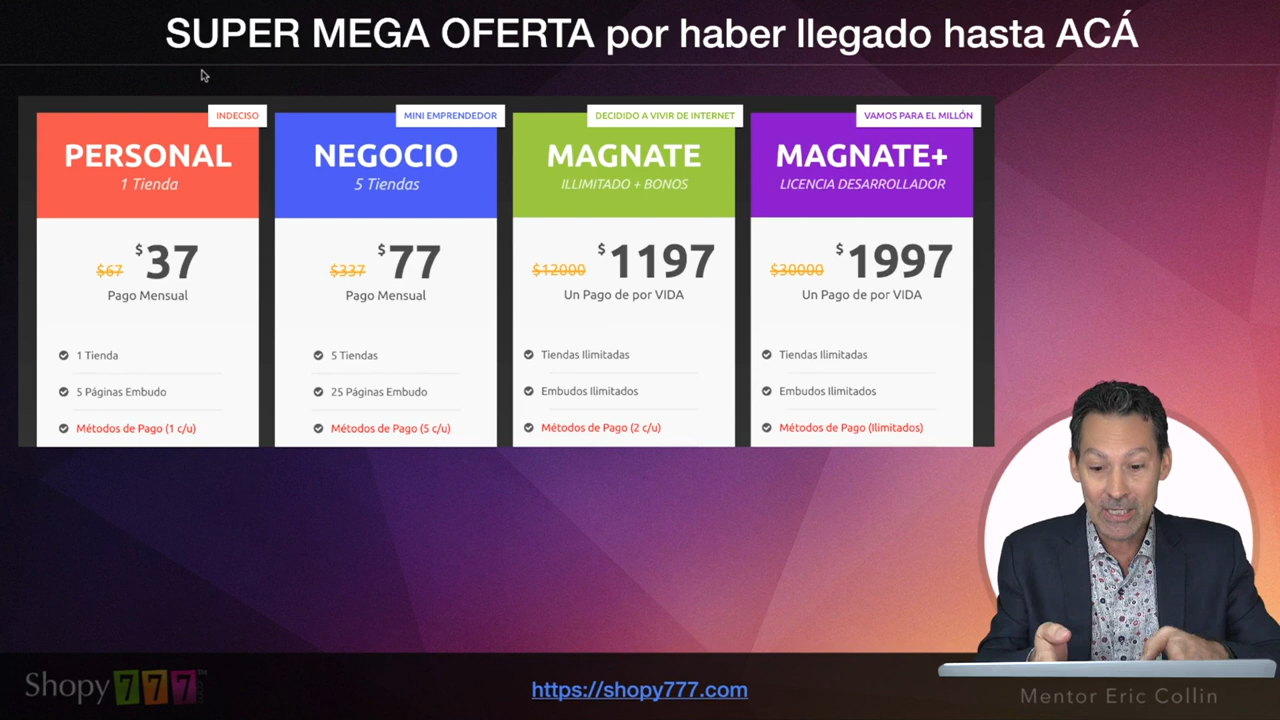 SUPER MEGA OFERTA por haber llegado hasta ACÁ
INDECISO
PERSONAL
1 Tienda
$67 $37
Pago Mensual
1 Tienda
5 Páginas Embudo
Métodos de Pago (1 c/u)
MINI EMPRENDEDOR
NEGOCIO
5 Tiendas
$337 $77
Pago Mensual
5 Tiendas
25 Páginas Embudo
Métodos de Pago (5 c/u)
DECIDIDO A VIVIR DE INTERNET
MAGNATE
ILLIMITADO + BONOS
$12000 $1197
Un Pago de por VIDA
Tiendas Ilimitadas
Embudos Ilimitados
Métodos de Pago (2 c/u)
VAMOS PARA EL MILLÓN
MAGNATE+
LICENCIA DESARROLLADOR
$30000 $1997
Un Pago de por VIDA
Tiendas Ilimitadas
Embudos Ilimitados
Métodos de Pago (Ilimitados)
Shopy777™
https://shopy777.com
Mentor Eric Collin